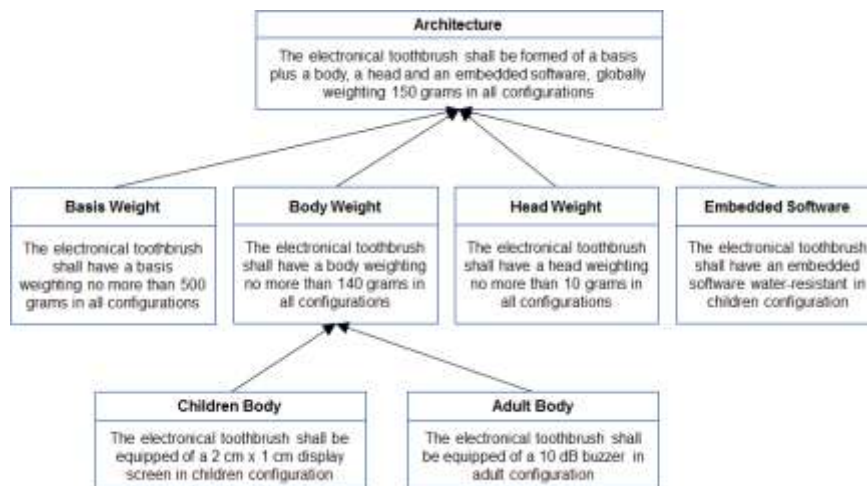 Architecture
The electronical toothbrush shall be formed of a basis
plus a body, a head and an embedded software, globally
weighting 150 grams in all configurations
Basis Weight
The electronical toothbrush
shall have a basis
weighting no more than 500
grams in all configurations
Body Weight
The electronical toothbrush
shall have a body weighting
no more than 140 grams in
all configurations
Head Weight
The electronical toothbrush
shall have a head weighting
no more than 10 grams in
all configurations
Embedded Software
The electronical toothbrush
shall have an embedded
software water-resistant in
children configuration
Children Body
The electronical toothbrush shall be
equipped of a 2 cm x 1 cm display
screen in children configuration
Adult Body
The electronical toothbrush shall
be equipped of a 10 dB buzzer in
adult configuration